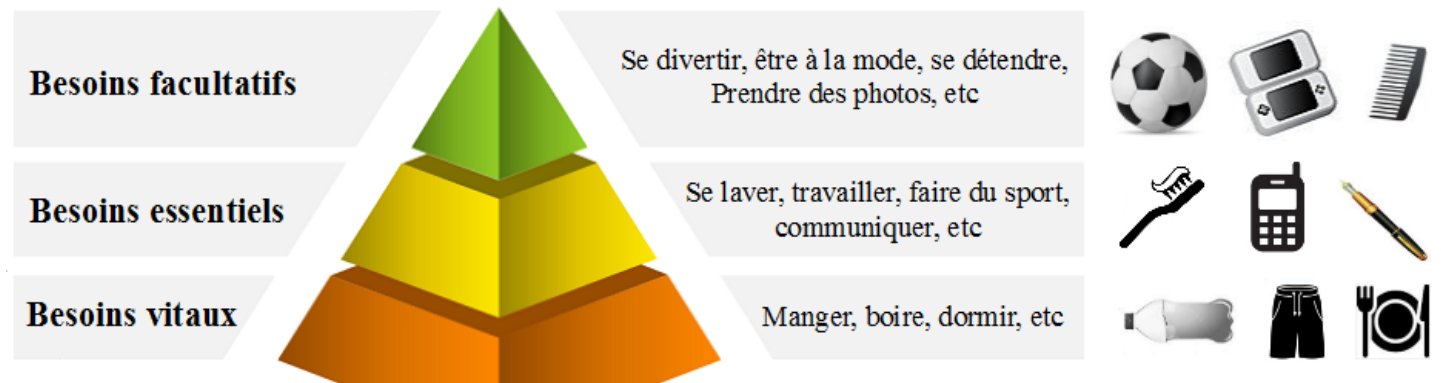 Besoins facultatifs
Se divertir, être à la mode, se détendre,
Prendre des photos, etc
Besoins essentiels
Se laver, travailler, faire du sport,
communiquer, etc
Besoins vitaux
Manger, boire, dormir, etc